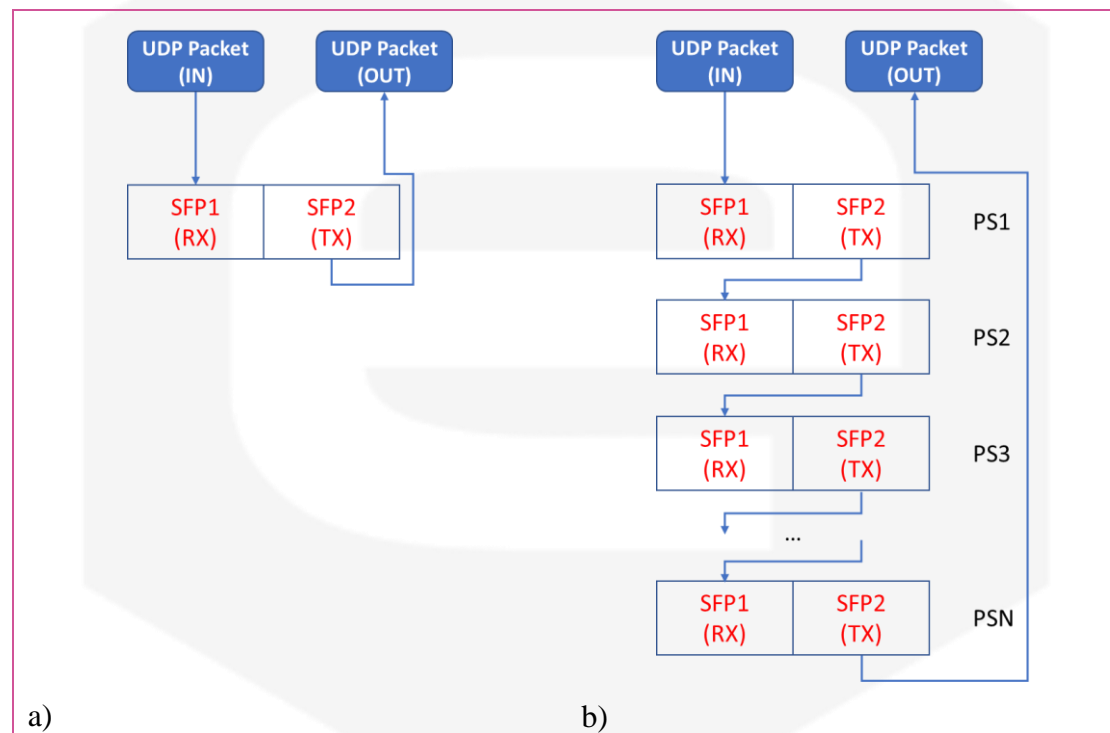 UDP Packet
(IN)
UDP Packet
(OUT)
SFP1
(RX)
SFP2
(TX)
a)
UDP Packet
(IN)
UDP Packet
(OUT)
SFP1
(RX)
SFP2
(TX)
PS1
SFP1
(RX)
SFP2
(TX)
PS2
SFP1
(RX)
SFP2
(TX)
PS3
...
SFP1
(RX)
SFP2
(TX)
PSN
b)